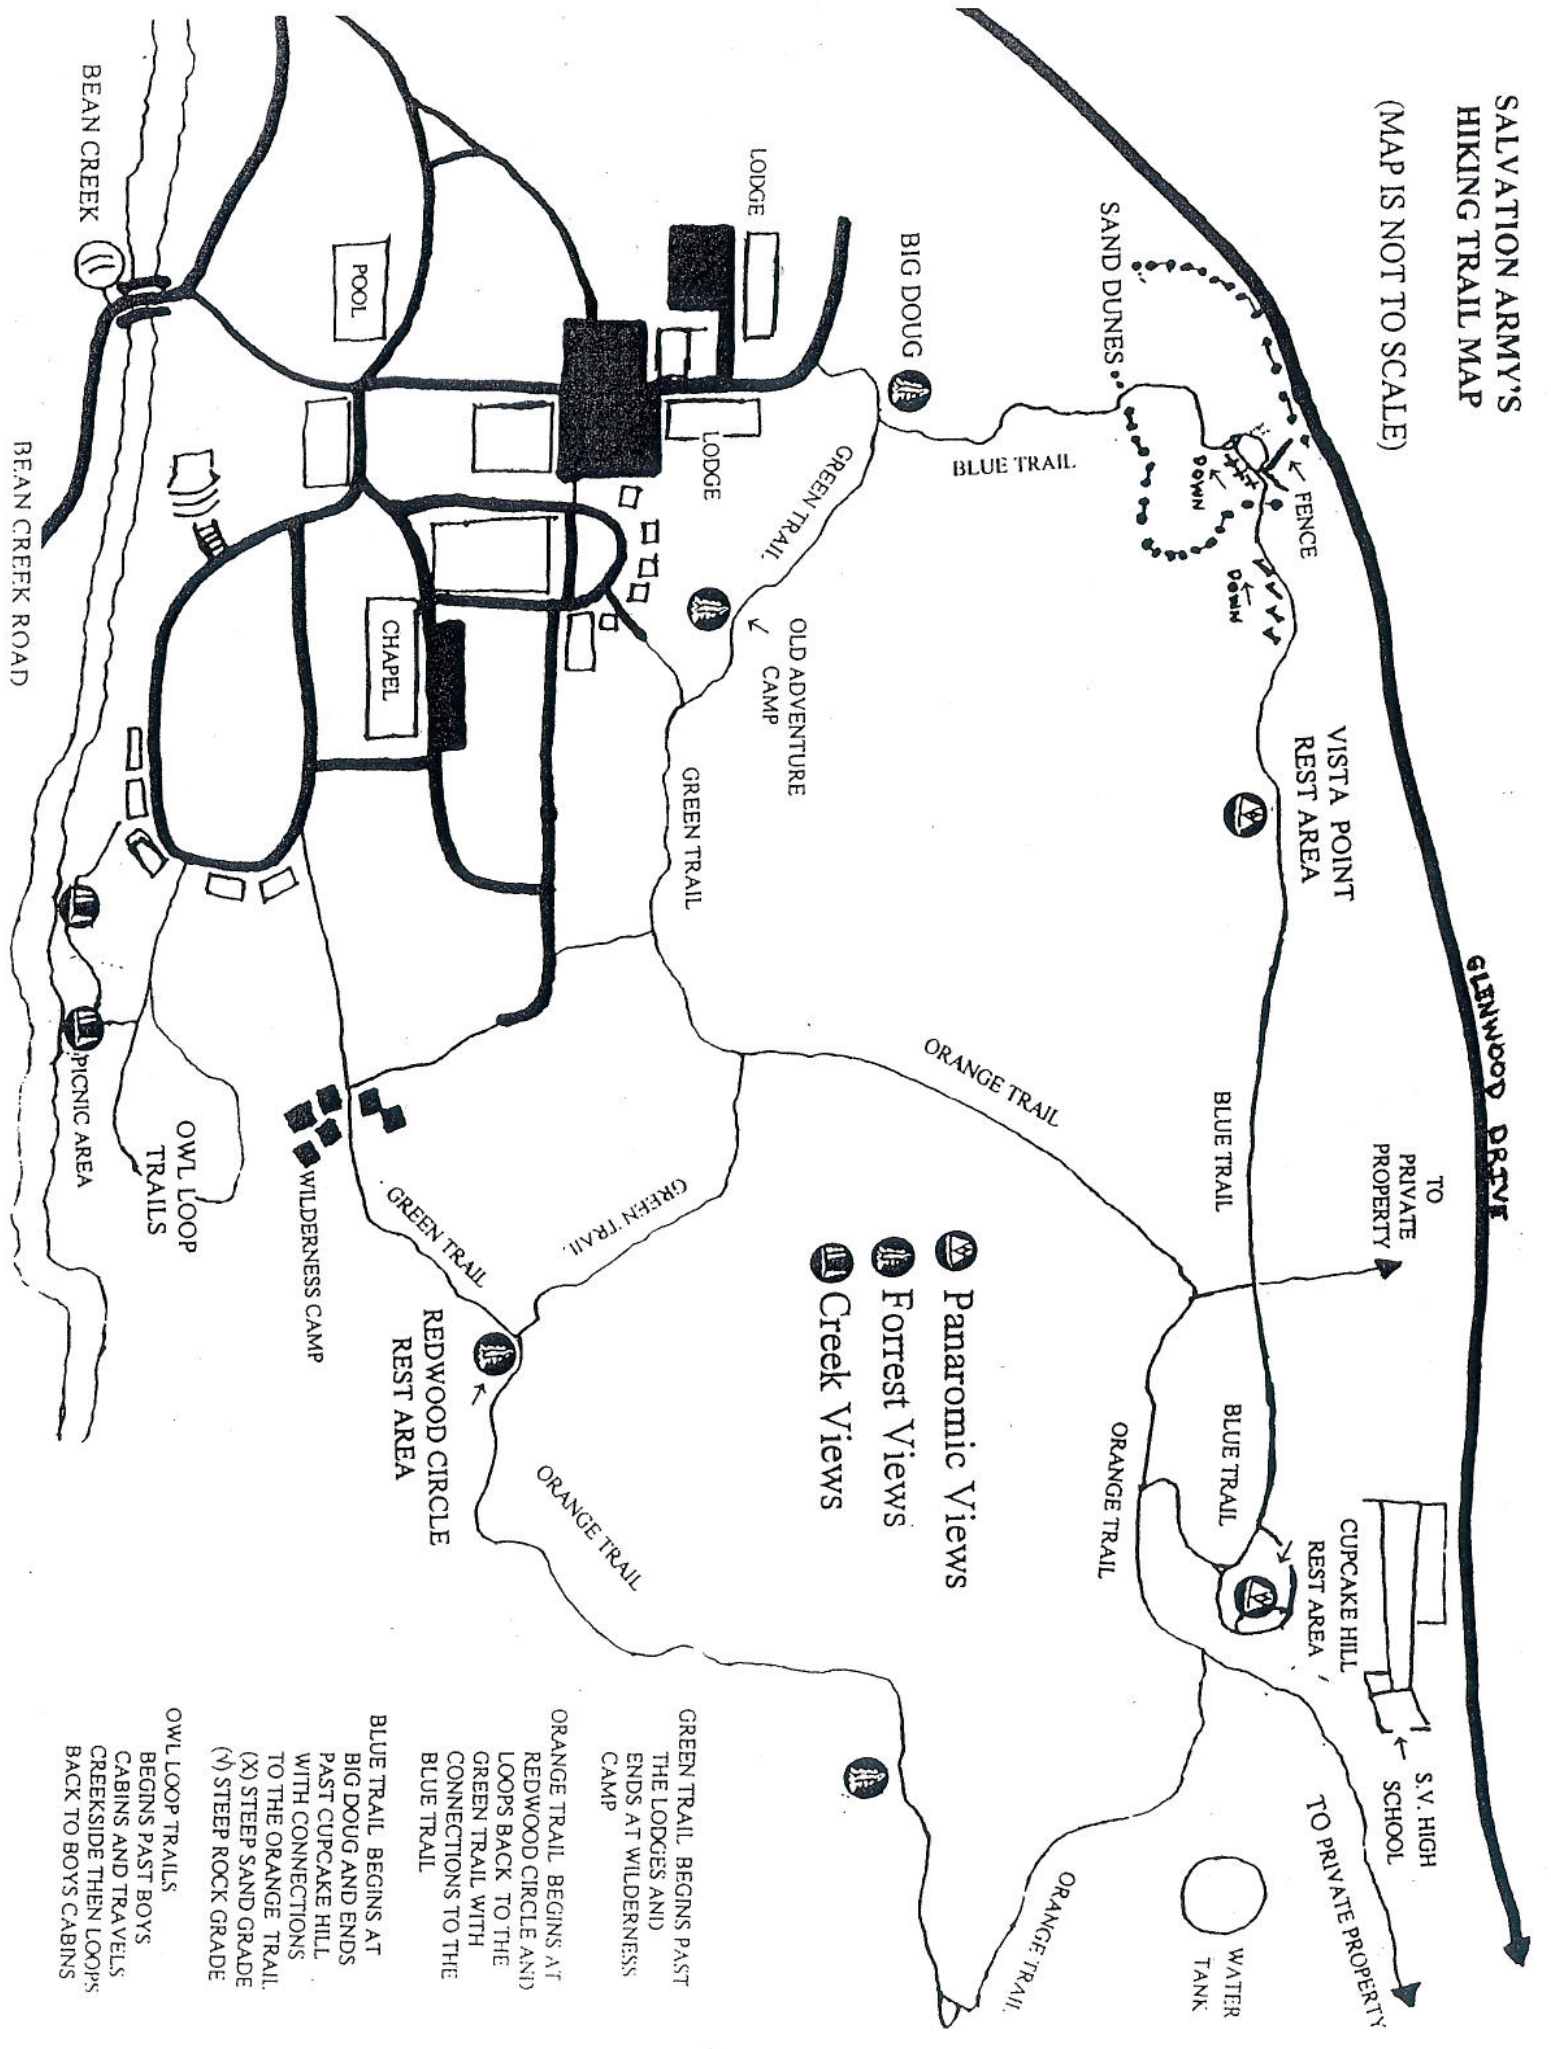 SALVATION ARMY'S
HIKING TRAIL MAP
(MAP IS NOT TO SCALE)
GLENWOOD DRIVE
FENCE
DOWN
DOWN
SAND DUNES
VISTA POINT
REST AREA
TO
PRIVATE
PROPERTY
S.V. HIGH
SCHOOL
CUPCAKE HILL
REST AREA
BLUE TRAIL
BLUE TRAIL
BLUE TRAIL
TO PRIVATE PROPERTY
WATER
TANK
BIG DOUG
LODGE
LODGE
GREEN TRAIL
OLD ADVENTURE
CAMP
ORANGE TRAIL
ORANGE TRAIL
ORANGE TRAIL
Panaromic Views
Forrest Views
Creek Views
GREEN TRAIL
GREEN TRAIL
GREEN TRAIL
ORANGE TRAIL
REDWOOD CIRCLE
REST AREA
POOL
CHAPEL
WILDERNESS CAMP
OWL LOOP
TRAILS
PICNIC AREA
BEAN CREEK
BEAN CREEK ROAD
GREEN TRAIL BEGINS PAST
THE LODGES AND
ENDS AT WILDERNESS
CAMP
ORANGE TRAIL BEGINS AT
REDWOOD CIRCLE AND
LOOPS BACK TO THE
GREEN TRAIL WITH
CONNECTIONS TO THE
BLUE TRAIL
BLUE TRAIL BEGINS AT
BIG DOUG AND ENDS
PAST CUPCAKE HILL
WITH CONNECTIONS
TO THE ORANGE TRAIL.
(X) STEEP SAND GRADE
(√) STEEP ROCK GRADE
OWL LOOP TRAILS
BEGINS PAST BOYS
CABINS AND TRAVELS
CREEKSIDE THEN LOOPS
BACK TO BOYS CABINS